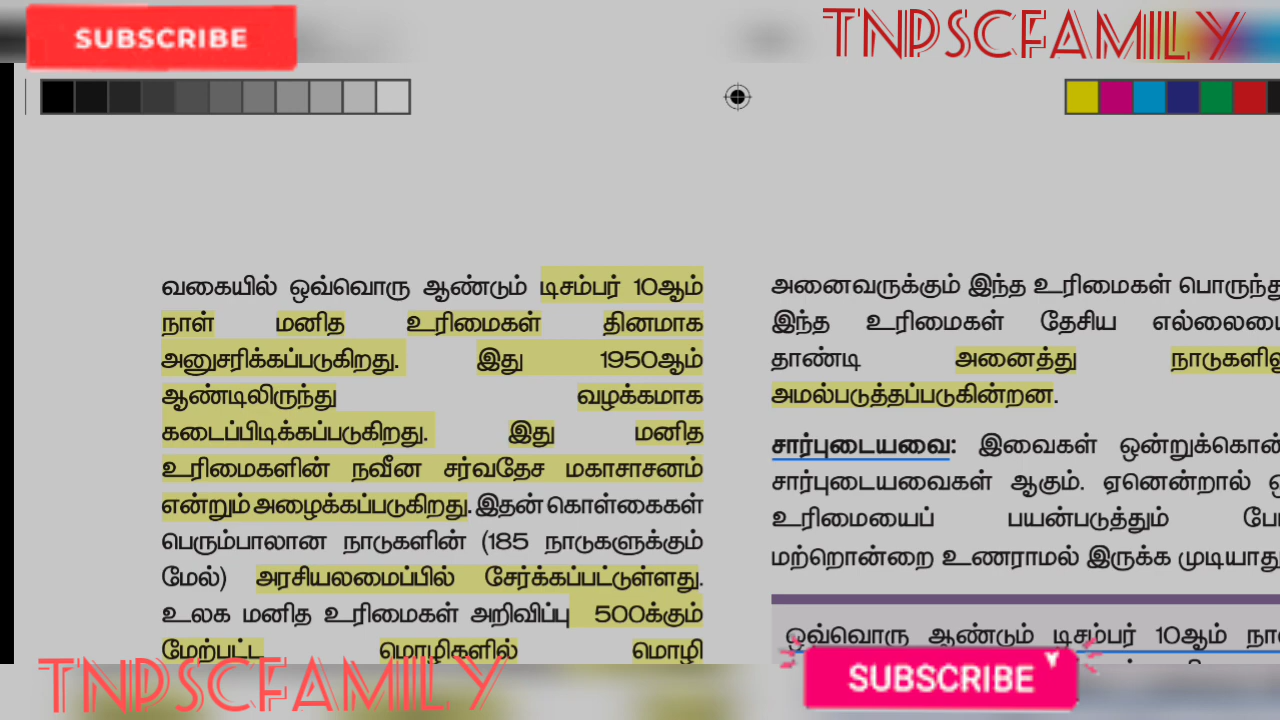 SUBSCRIBE
TNPSCFAMILY
வகையில் ஒவ்வொரு ஆண்டும் டிசம்பர் 10ஆம்
நாள் மனித உரிமைகள் தினமாக
அனுசரிக்கப்படுகிறது. இது 1950ஆம்
ஆண்டிலிருந்து வழக்கமாக
கடைப்பிடிக்கப்படுகிறது. இது மனித
உரிமைகளின் நவீன சர்வதேச மகாசாசனம்
என்றும் அழைக்கப்படுகிறது. இதன் கொள்கைகள்
பெரும்பாலான நாடுகளின் (185 நாடுகளுக்கும்
மேல்) அரசியலமைப்பில் சேர்க்கப்பட்டுள்ளது.
உலக மனித உரிமைகள் அறிவிப்பு 500க்கும்
மேற்பட்ட மொழிகளில் மொழி
அனைவருக்கும் இந்த உரிமைகள்
இந்த உரிமைகள் தேசிய
தாண்டி அனைத்து
அமல்படுத்தப்படுகின்றன.
சார்புடையவை: இவைகள்
சார்புடையவைகள் ஆகும். ஏனென்றால்
உரிமையைப் பயன்படுத்தும்
மற்றொன்றை உணராமல் இருக்க முடியாது
ஒவ்வொரு ஆண்டும் டிசம்பர் 10ஆம்
TNPSCFAMILY
SUBSCRIBE